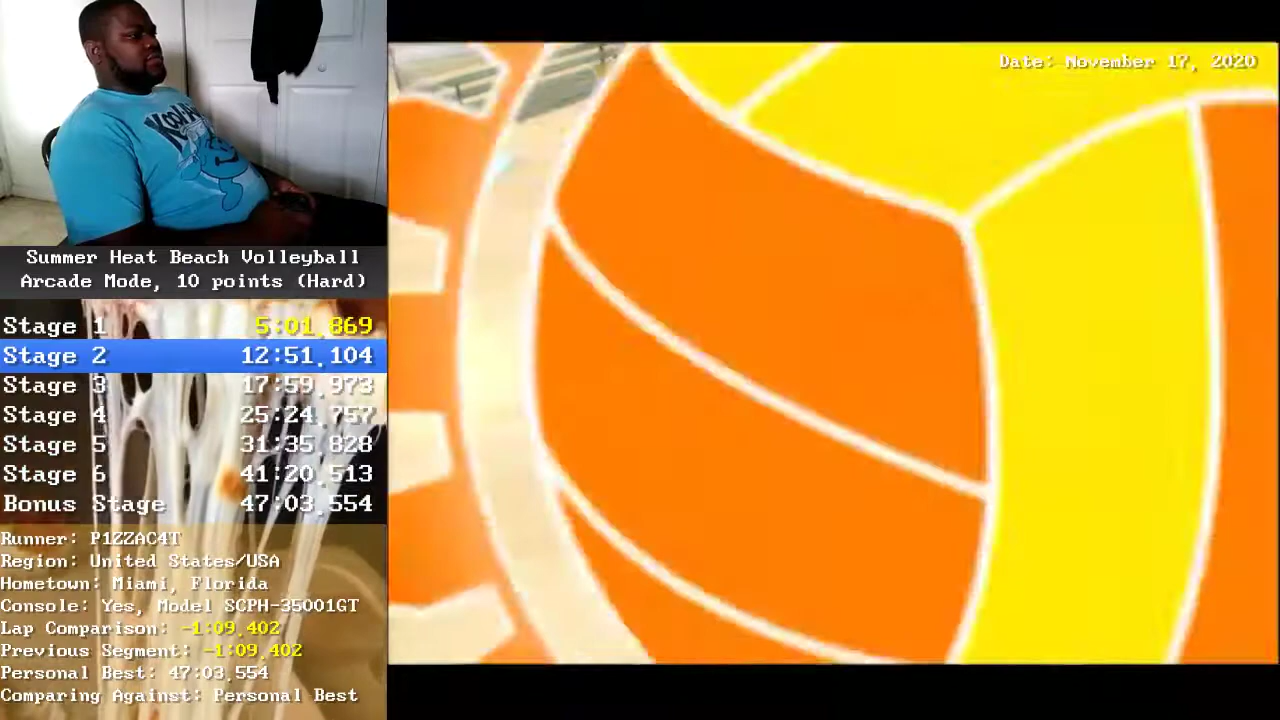 KOOL-AID
Date: November 17, 2020
Summer Heat Beach Volleyball
Arcade Mode, 10 points (Hard)
Stage 1 5:01.869
Stage 2 12:51.104
Stage 3 17:59.973
Stage 4 25:24.757
Stage 5 31:35.828
Stage 6 41:20.513
Bonus Stage 47:03.554
Runner: P1ZZAC4T
Region: United States/USA
Hometown: Miami, Florida
Console: Yes, Model SCPH-35001GT
Lap Comparison: -1:09.402
Previous Segment: -1:09.402
Personal Best: 47:03.554
Comparing Against: Personal Best